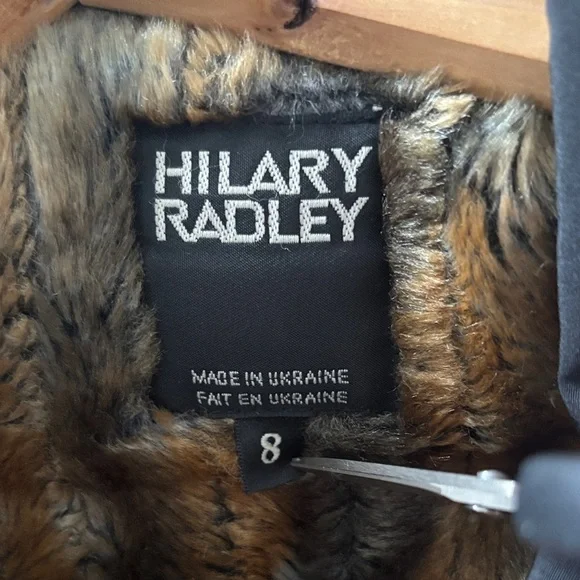 HILARY
RADLEY
MADE IN UKRAINE
FAIT EN UKRAINE
8